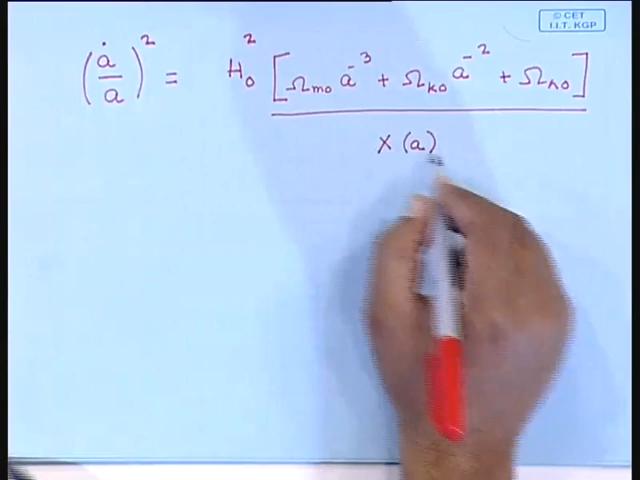 © CET
I.I.T. KGP
(ȧ/a)² = H₀² [Ωm0 a⁻³ + Ωk0 a⁻² + ΩΛ0]
X (a)